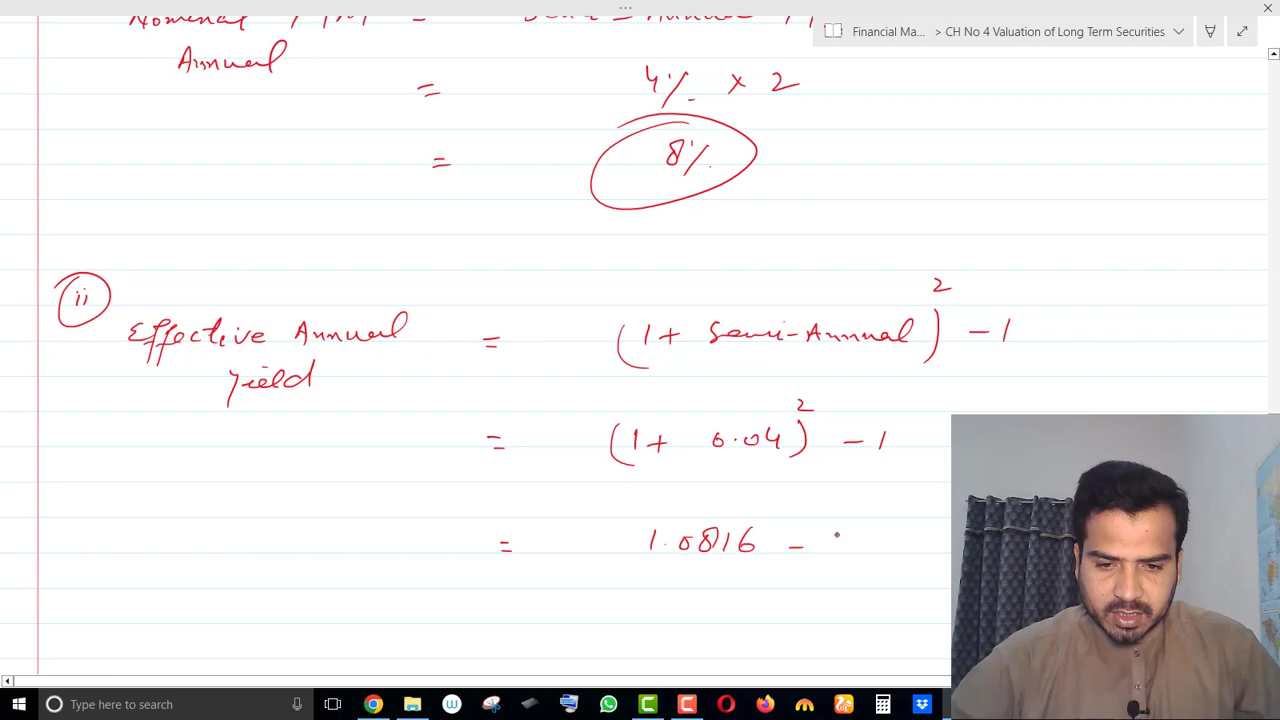 Financial Ma... > CH No 4 Valuation of Long Term Securities
Nominal
Annual
= 4% × 2
= 8%
ii
Effective Annual Yield = (1 + Semi-Annual)² - 1
= (1 + 0.04)² - 1
= 1.0816 -
Type here to search